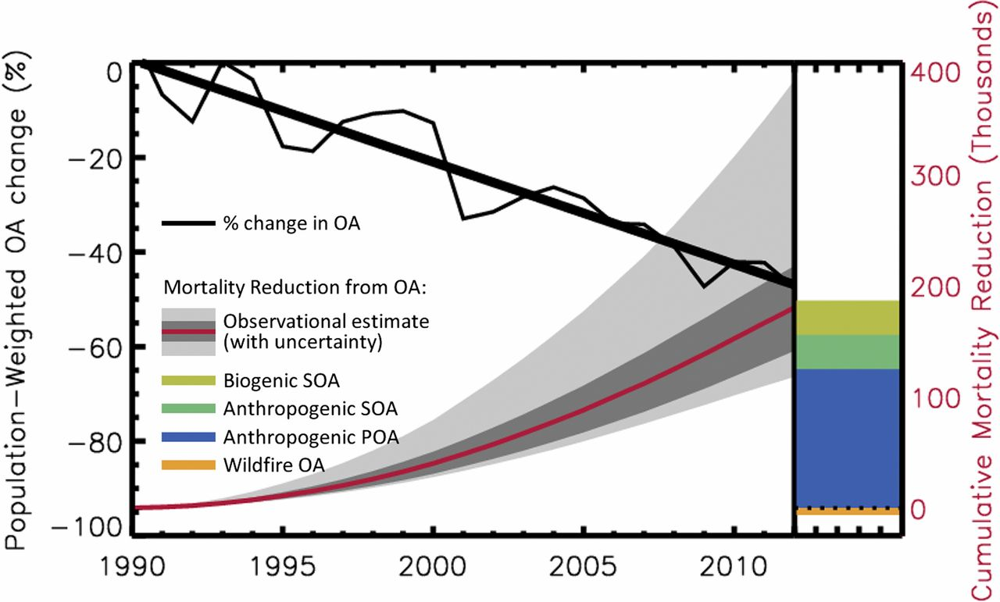 Population-Weighted OA change (%)
0
-20
-40
-60
-80
-100
% change in OA
Mortality Reduction from OA:
Observational estimate
(with uncertainty)
Biogenic SOA
Anthropogenic SOA
Anthropogenic POA
Wildfire OA
1990
1995
2000
2005
2010
400
300
200
100
0
Cumulative Mortality Reduction (Thousands)